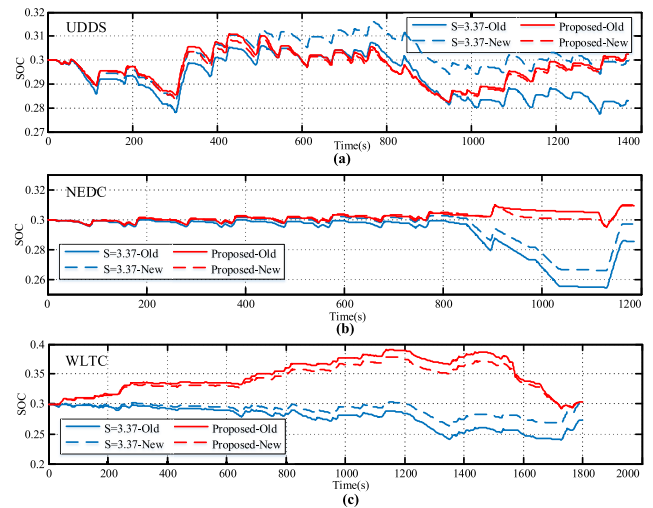 0.32
UDDS
S=3.37-Old
Proposed-Old
S=3.37-New
Proposed-New
0.31
0.3
SOC
0.29
0.28
0.27
0 200 400 600 800 1000 1200 1400
Time(s)
(a)
NEDC
0.32
0.3
SOC
0.28
0.26
S=3.37-Old
Proposed-Old
S=3.37-New
Proposed-New
0 200 400 600 800 1000 1200
Time(s)
(b)
0.4
WLTC
0.35
SOC
0.3
0.25
0.2
S=3.37-Old
Proposed-Old
S=3.37-New
Proposed-New
0 200 400 600 800 1000 1200 1400 1600 1800 2000
Time(s)
(c)